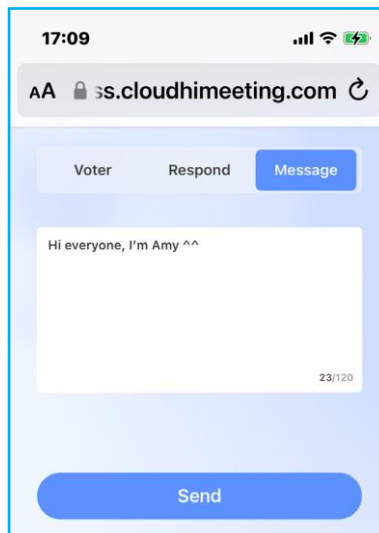 17:09
AA ss.cloudhimeeting.com
Voter Respond Message
Hi everyone, I'm Amy ^^
23/120
Send